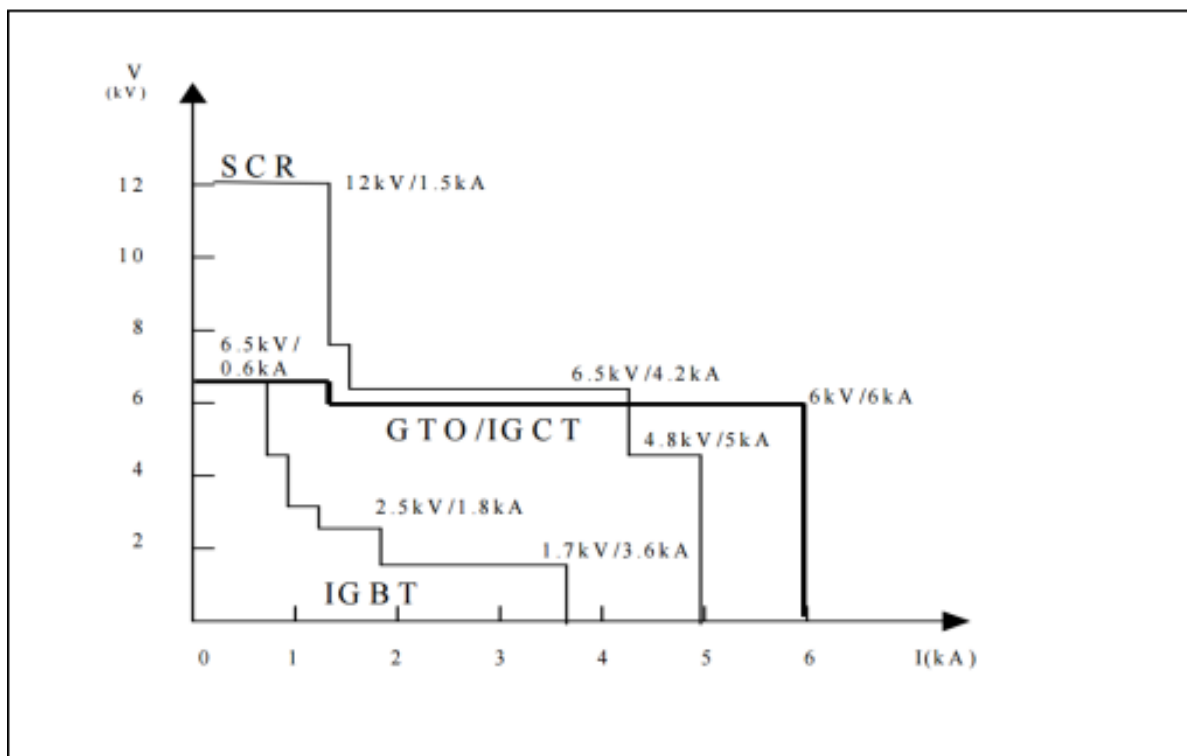 V
(kV)
SCR
12
12kV/1.5kA
10
8
6.5kV/
0.6kA
6.5kV/4.2kA
6
6kV/6kA
GTO/IGCT
4.8kV/5kA
4
2.5kV/1.8kA
2
1.7kV/3.6kA
IGBT
0 1 2 3 4 5 6 I(kA)